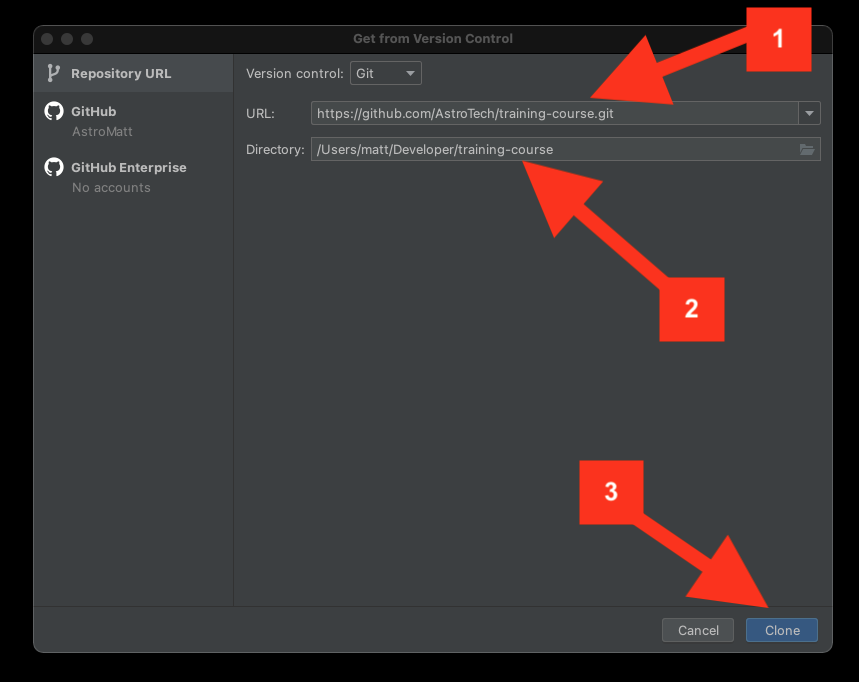 Get from Version Control
1
Repository URL
GitHub
AstroMatt
GitHub Enterprise
No accounts
Version control: Git
URL: https://github.com/AstroTech/training-course.git
Directory: /Users/matt/Developer/training-course
2
3
Cancel
Clone